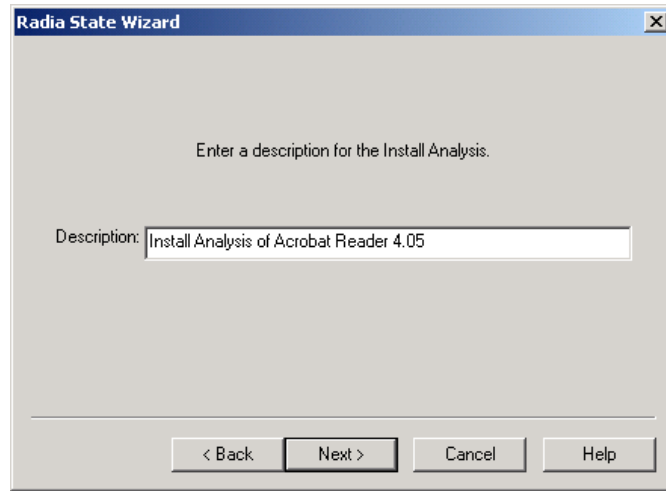 Radia State Wizard
Enter a description for the Install Analysis.
Description: Install Analysis of Acrobat Reader 4.05
< Back Next > Cancel Help